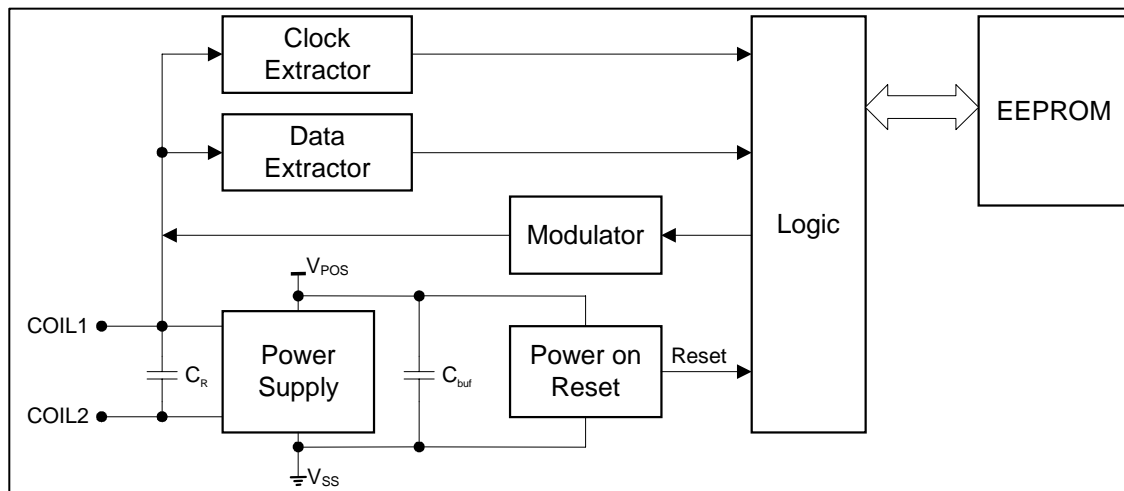 Clock
Extractor
Data
Extractor
Modulator
Logic
EEPROM
VPOS
COIL1
CR
COIL2
Power
Supply
Cbuf
Power on
Reset
Reset
VSS